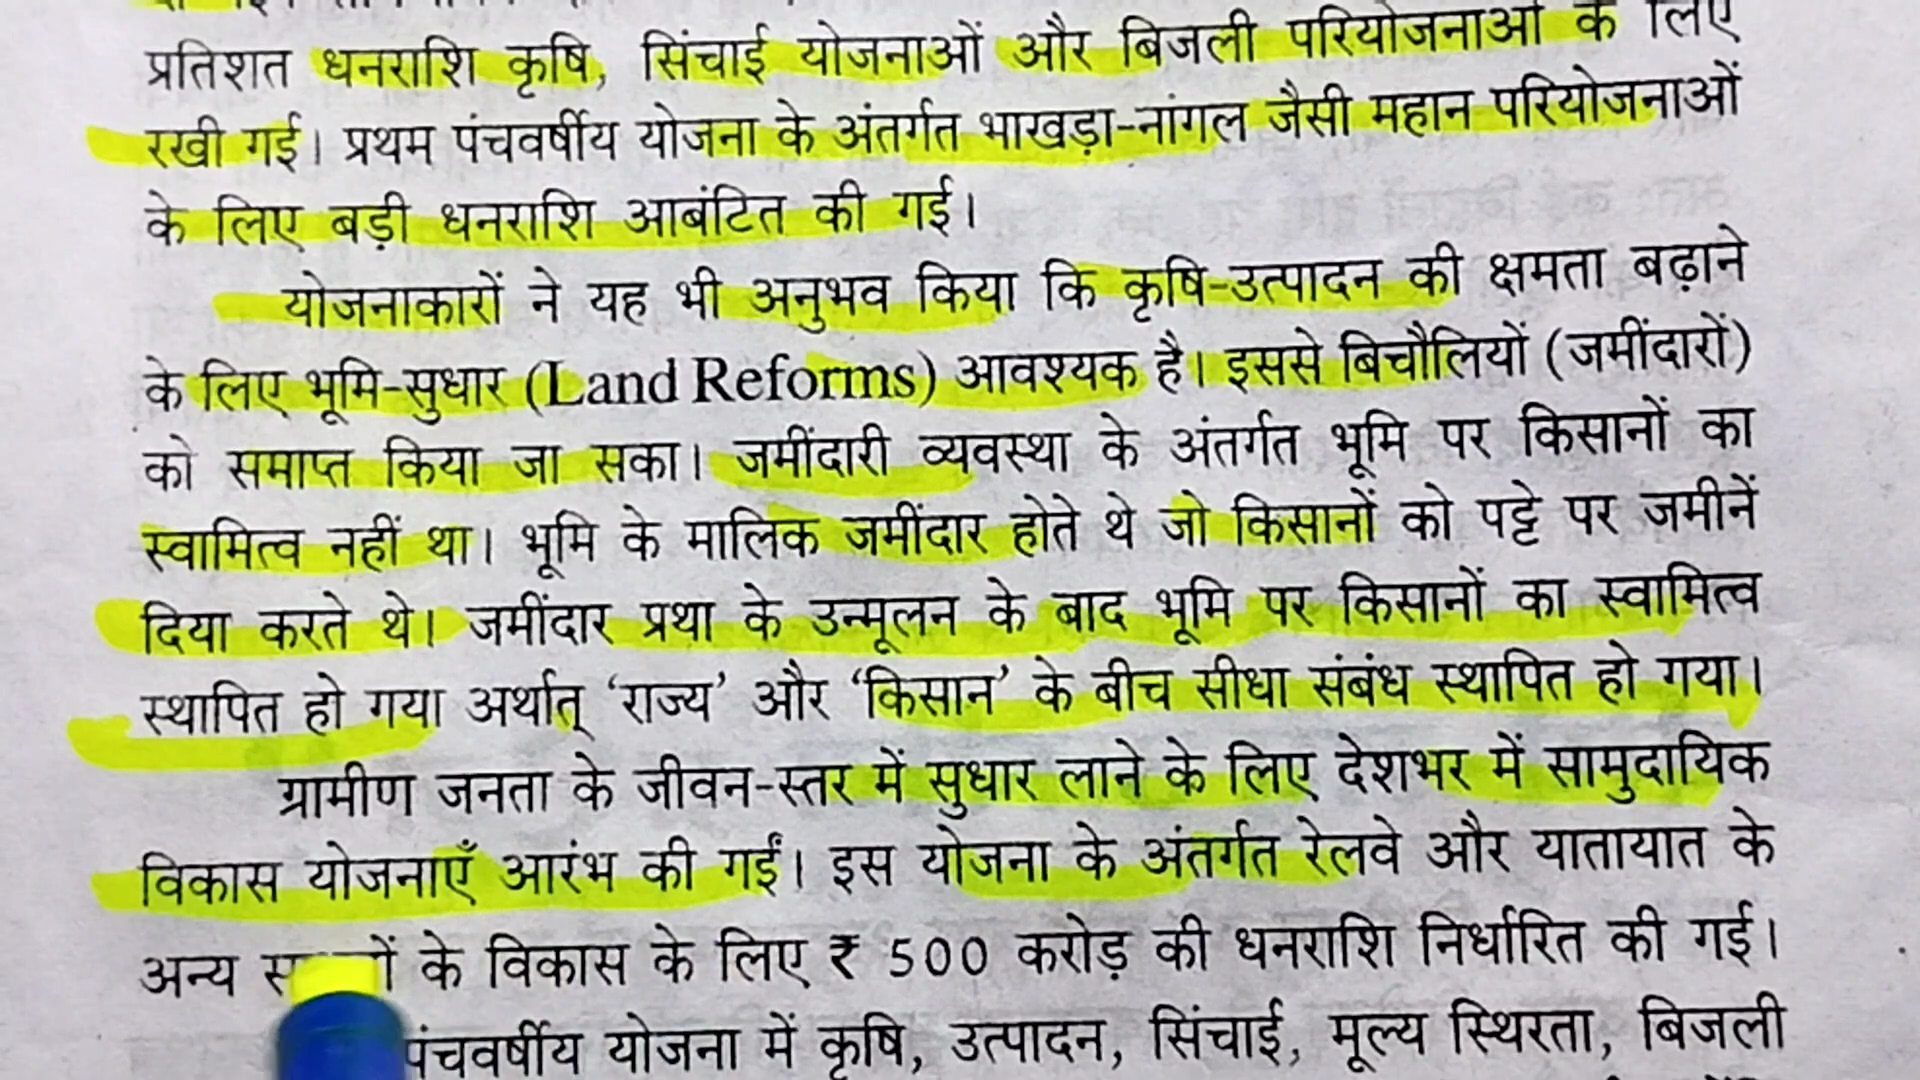 प्रतिशत धनराशि कृषि, सिंचाई योजनाओं और बिजली परियोजनाओं के लिए
रखी गई। प्रथम पंचवर्षीय योजना के अंतर्गत भाखड़ा-नांगल जैसी महान परियोजनाओं
के लिए बड़ी धनराशि आबंटित की गई।
योजनाकारों ने यह भी अनुभव किया कि कृषि-उत्पादन की क्षमता बढ़ाने
के लिए भूमि-सुधार (Land Reforms) आवश्यक है। इससे बिचौलियों (जमींदारों)
को समाप्त किया जा सका। जमींदारी व्यवस्था के अंतर्गत भूमि पर किसानों का
स्वामित्व नहीं था। भूमि के मालिक जमींदार होते थे जो किसानों को पट्टे पर जमीनें
दिया करते थे। जमींदार प्रथा के उन्मूलन के बाद भूमि पर किसानों का स्वामित्व
स्थापित हो गया अर्थात् ‘राज्य’ और ‘किसान’ के बीच सीधा संबंध स्थापित हो गया।
ग्रामीण जनता के जीवन-स्तर में सुधार लाने के लिए देशभर में सामुदायिक
विकास योजनाएँ आरंभ की गईं। इस योजना के अंतर्गत रेलवे और यातायात के
अन्य के विकास के लिए ₹ 500 करोड़ की धनराशि निर्धारित की गई।
पंचवर्षीय योजना में कृषि, उत्पादन, सिंचाई, मूल्य स्थिरता, बिजली